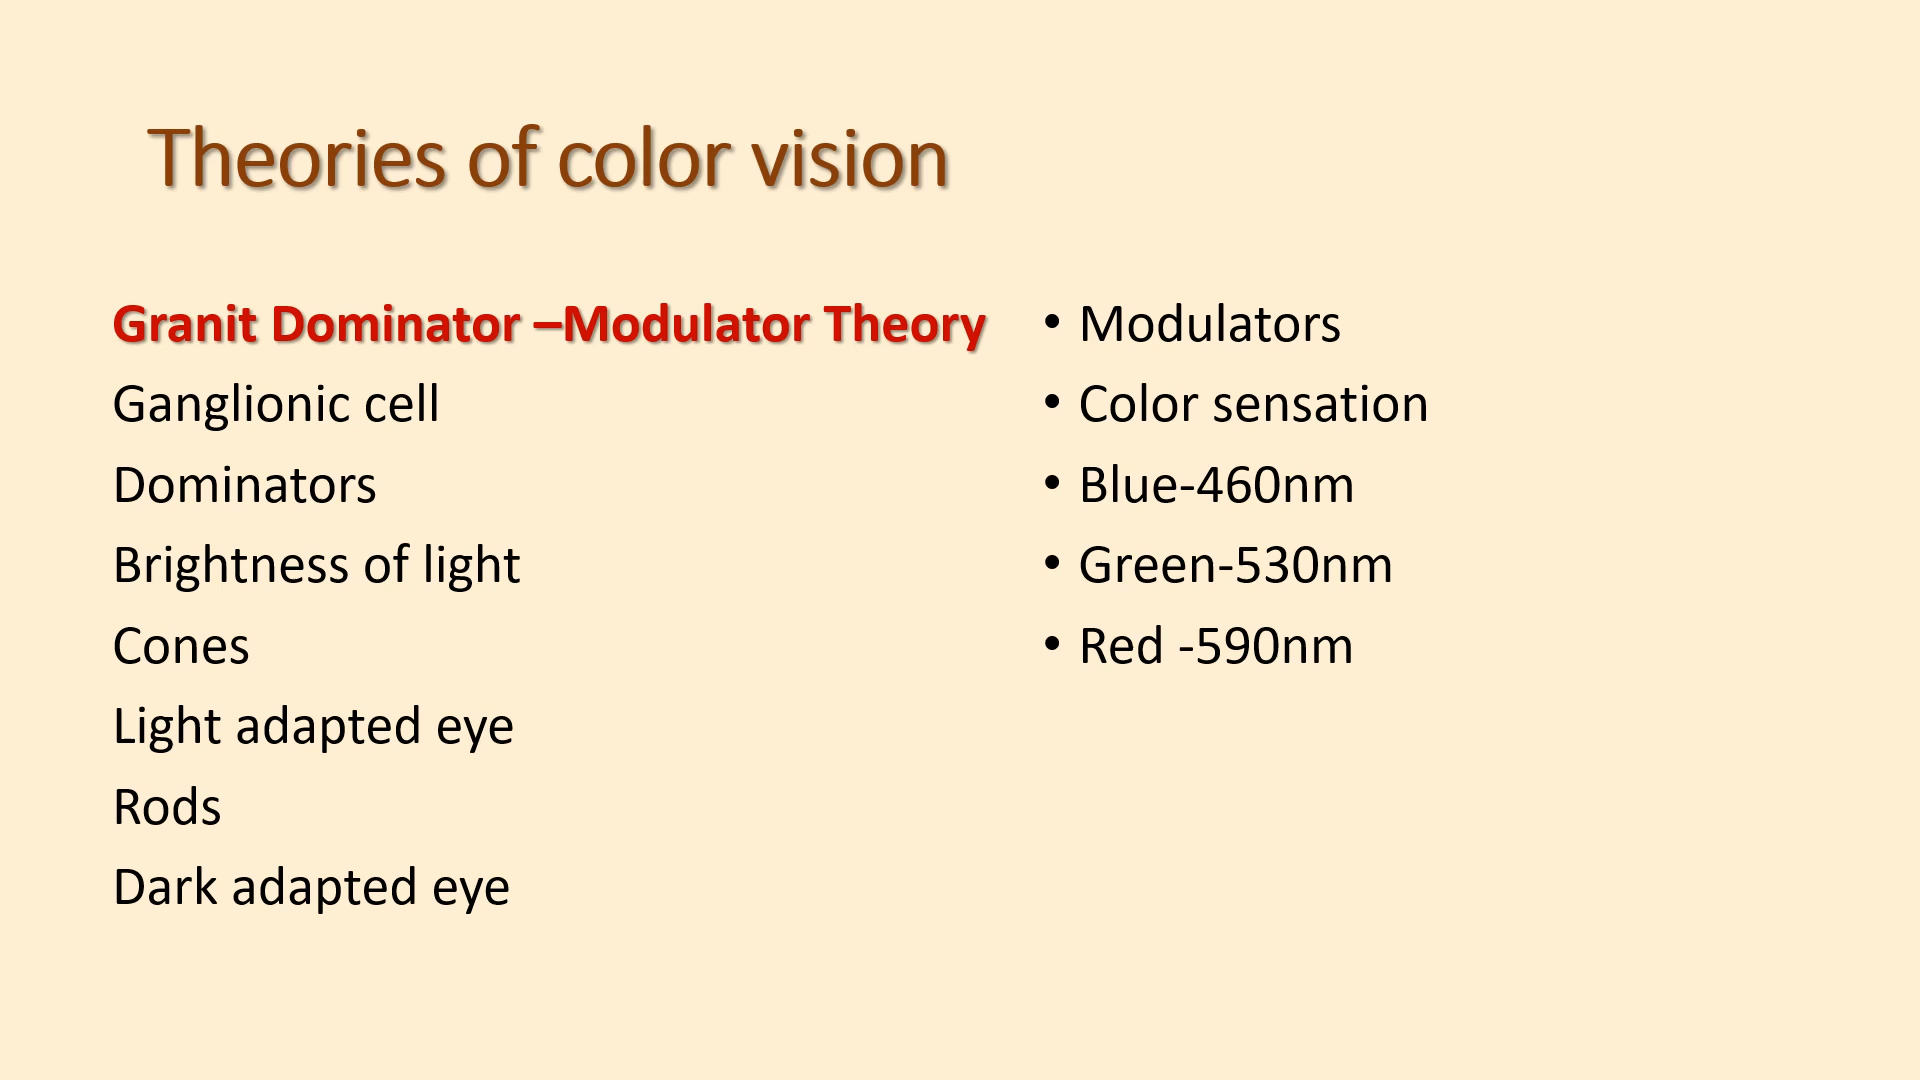 Theories of color vision
Granit Dominator –Modulator Theory
Ganglionic cell
Dominators
Brightness of light
Cones
Light adapted eye
Rods
Dark adapted eye
• Modulators
• Color sensation
• Blue-460nm
• Green-530nm
• Red -590nm